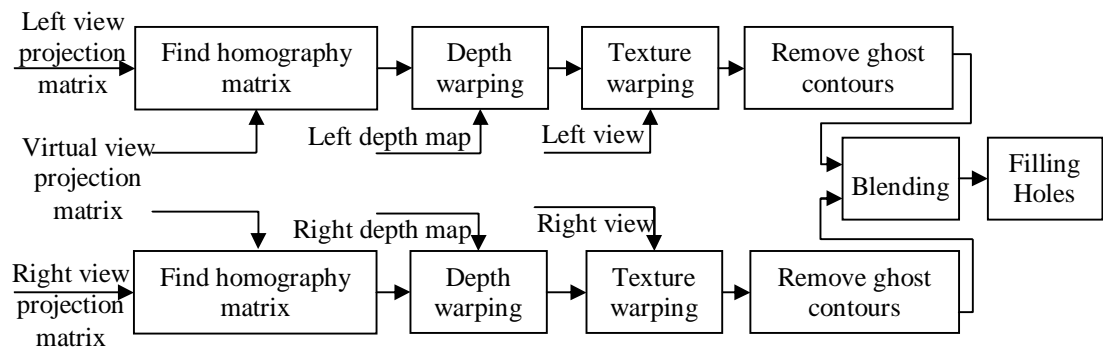 Left view
projection
matrix
Find homography
matrix
Depth
warping
Texture
warping
Remove ghost
contours
Virtual view
projection
matrix
Left depth map
Left view
Blending
Filling
Holes
Right depth map
Right view
Right view
projection
matrix
Find homography
matrix
Depth
warping
Texture
warping
Remove ghost
contours